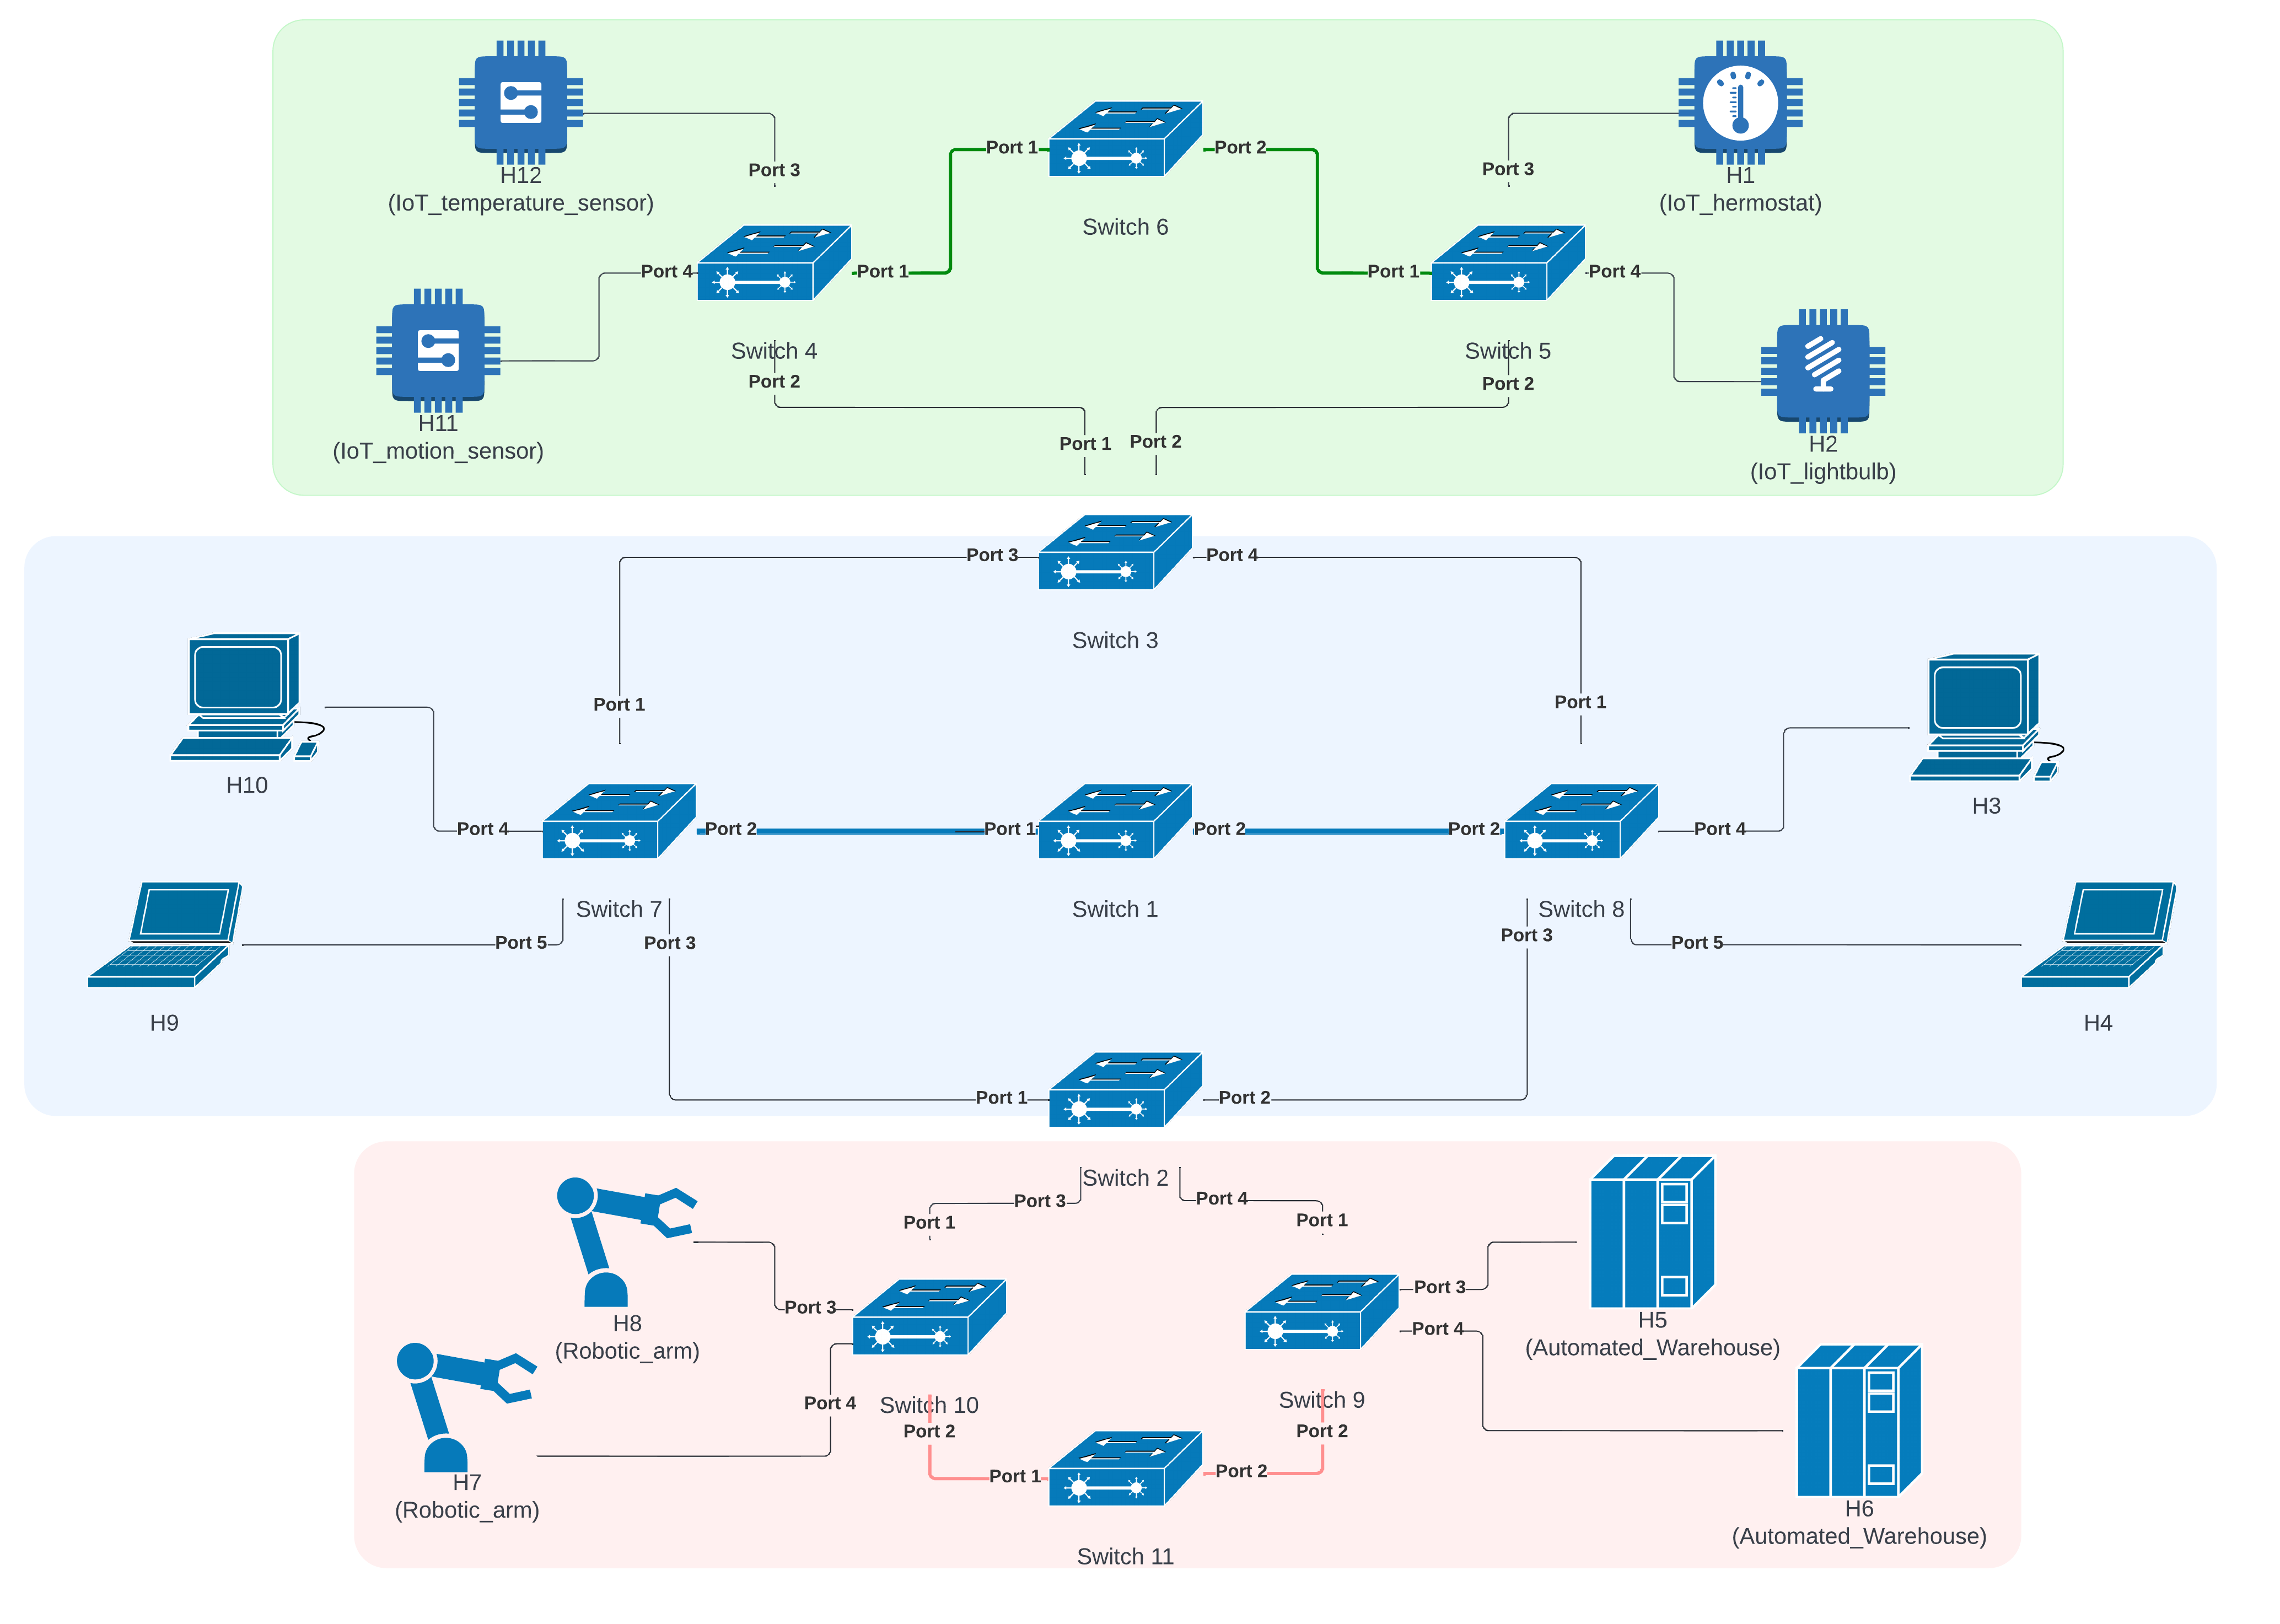 Port 1
Port 2
Port 3
Port 3
H12
(IoT_temperature_sensor)
H1
(IoT_hermostat)
Switch 6
Port 4
Port 1
Port 1
Port 4
Switch 4
Switch 5
Port 2
Port 2
H11
(IoT_motion_sensor)
Port 1
Port 2
H2
(IoT_lightbulb)
Port 3
Port 4
Switch 3
Port 1
Port 1
H10
H3
Port 4
Port 2
Port 1
Port 2
Port 2
Port 4
Switch 7
Switch 1
Switch 8
Port 5
Port 3
Port 3
Port 5
H9
H4
Port 1
Port 2
Switch 2
Port 3
Port 4
Port 1
Port 1
Port 3
Port 3
H8
(Robotic_arm)
H5
(Automated_Warehouse)
Port 4
Port 4
Switch 10
Switch 9
Port 2
Port 2
Port 1
Port 2
H7
(Robotic_arm)
H6
(Automated_Warehouse)
Switch 11